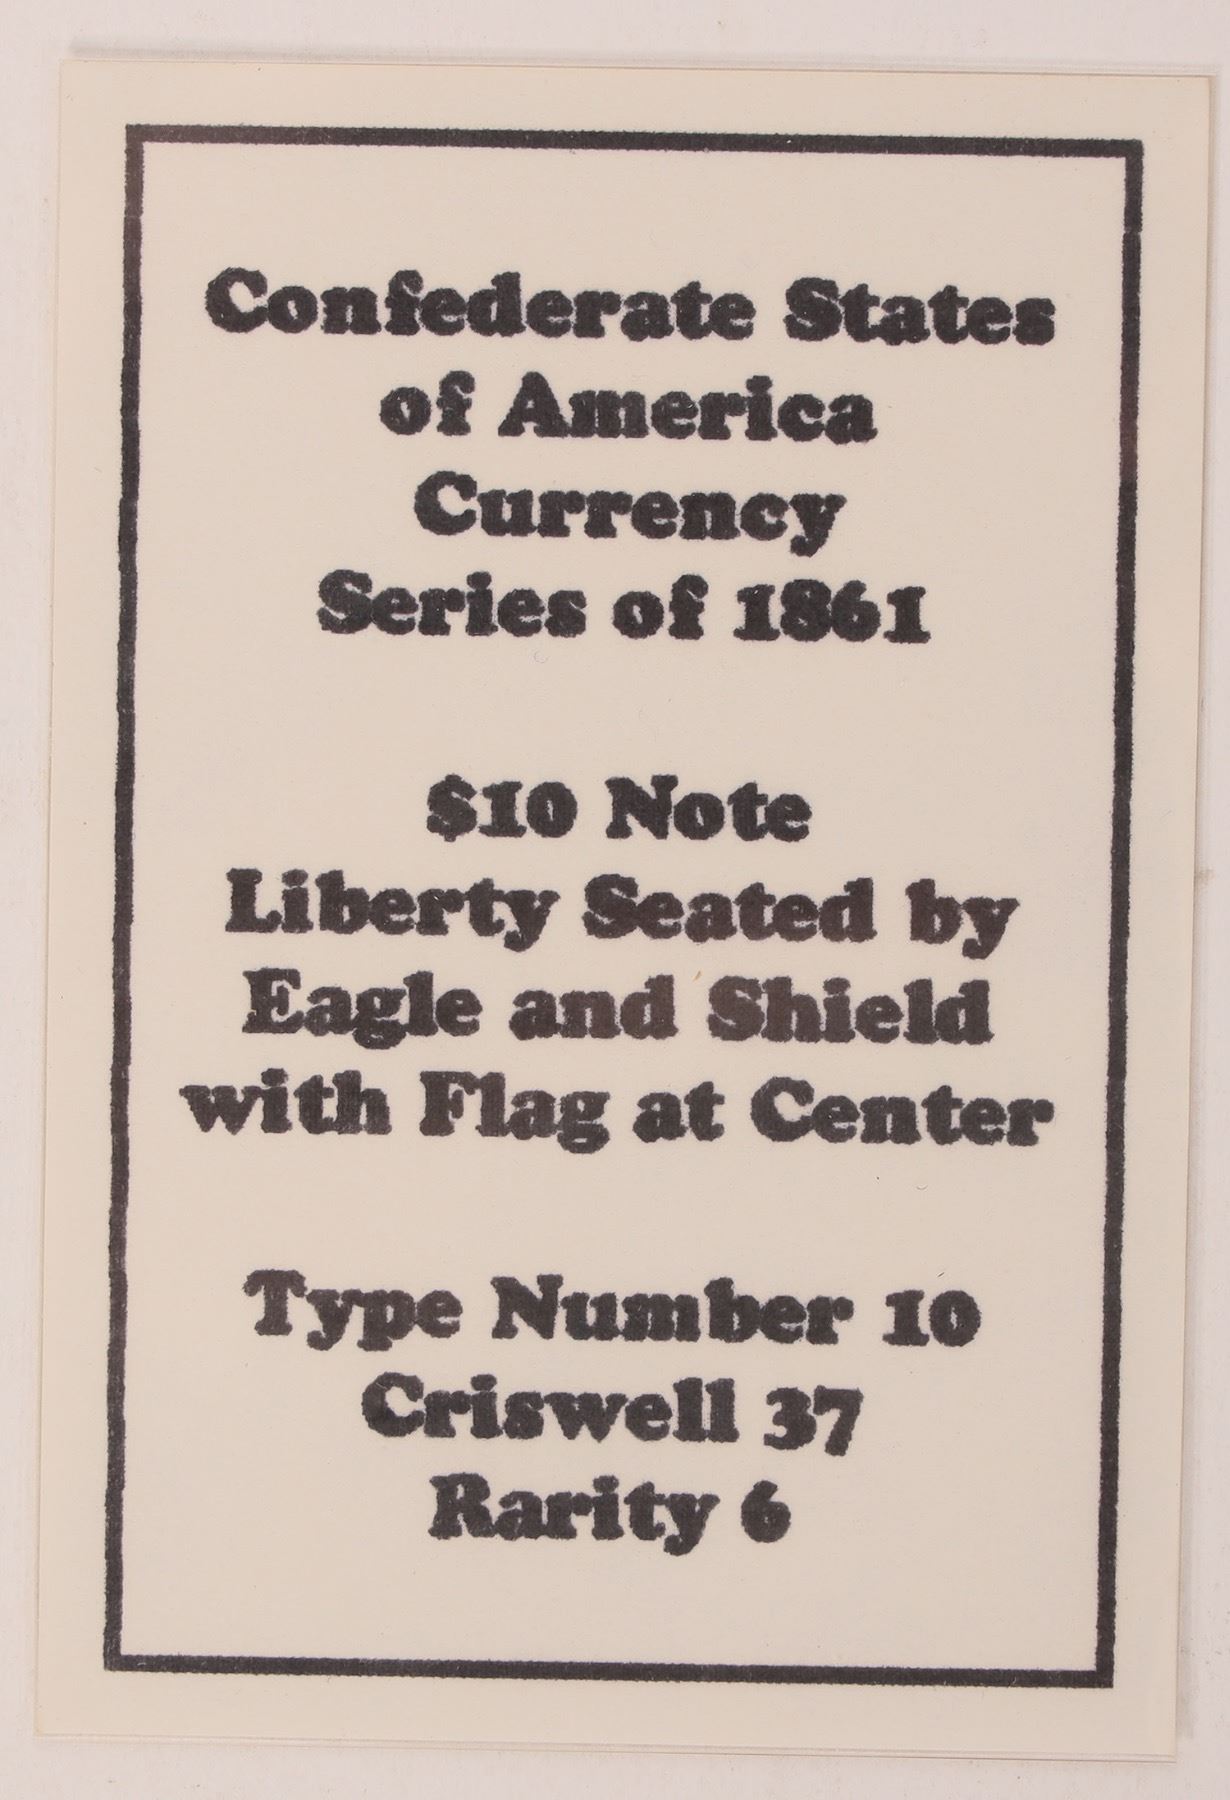 Confederate States
of America
Currency
Series of 1861
$10 Note
Liberty Seated by
Eagle and Shield
with Flag at Center
Type Number 10
Criswell 37
Rarity 6